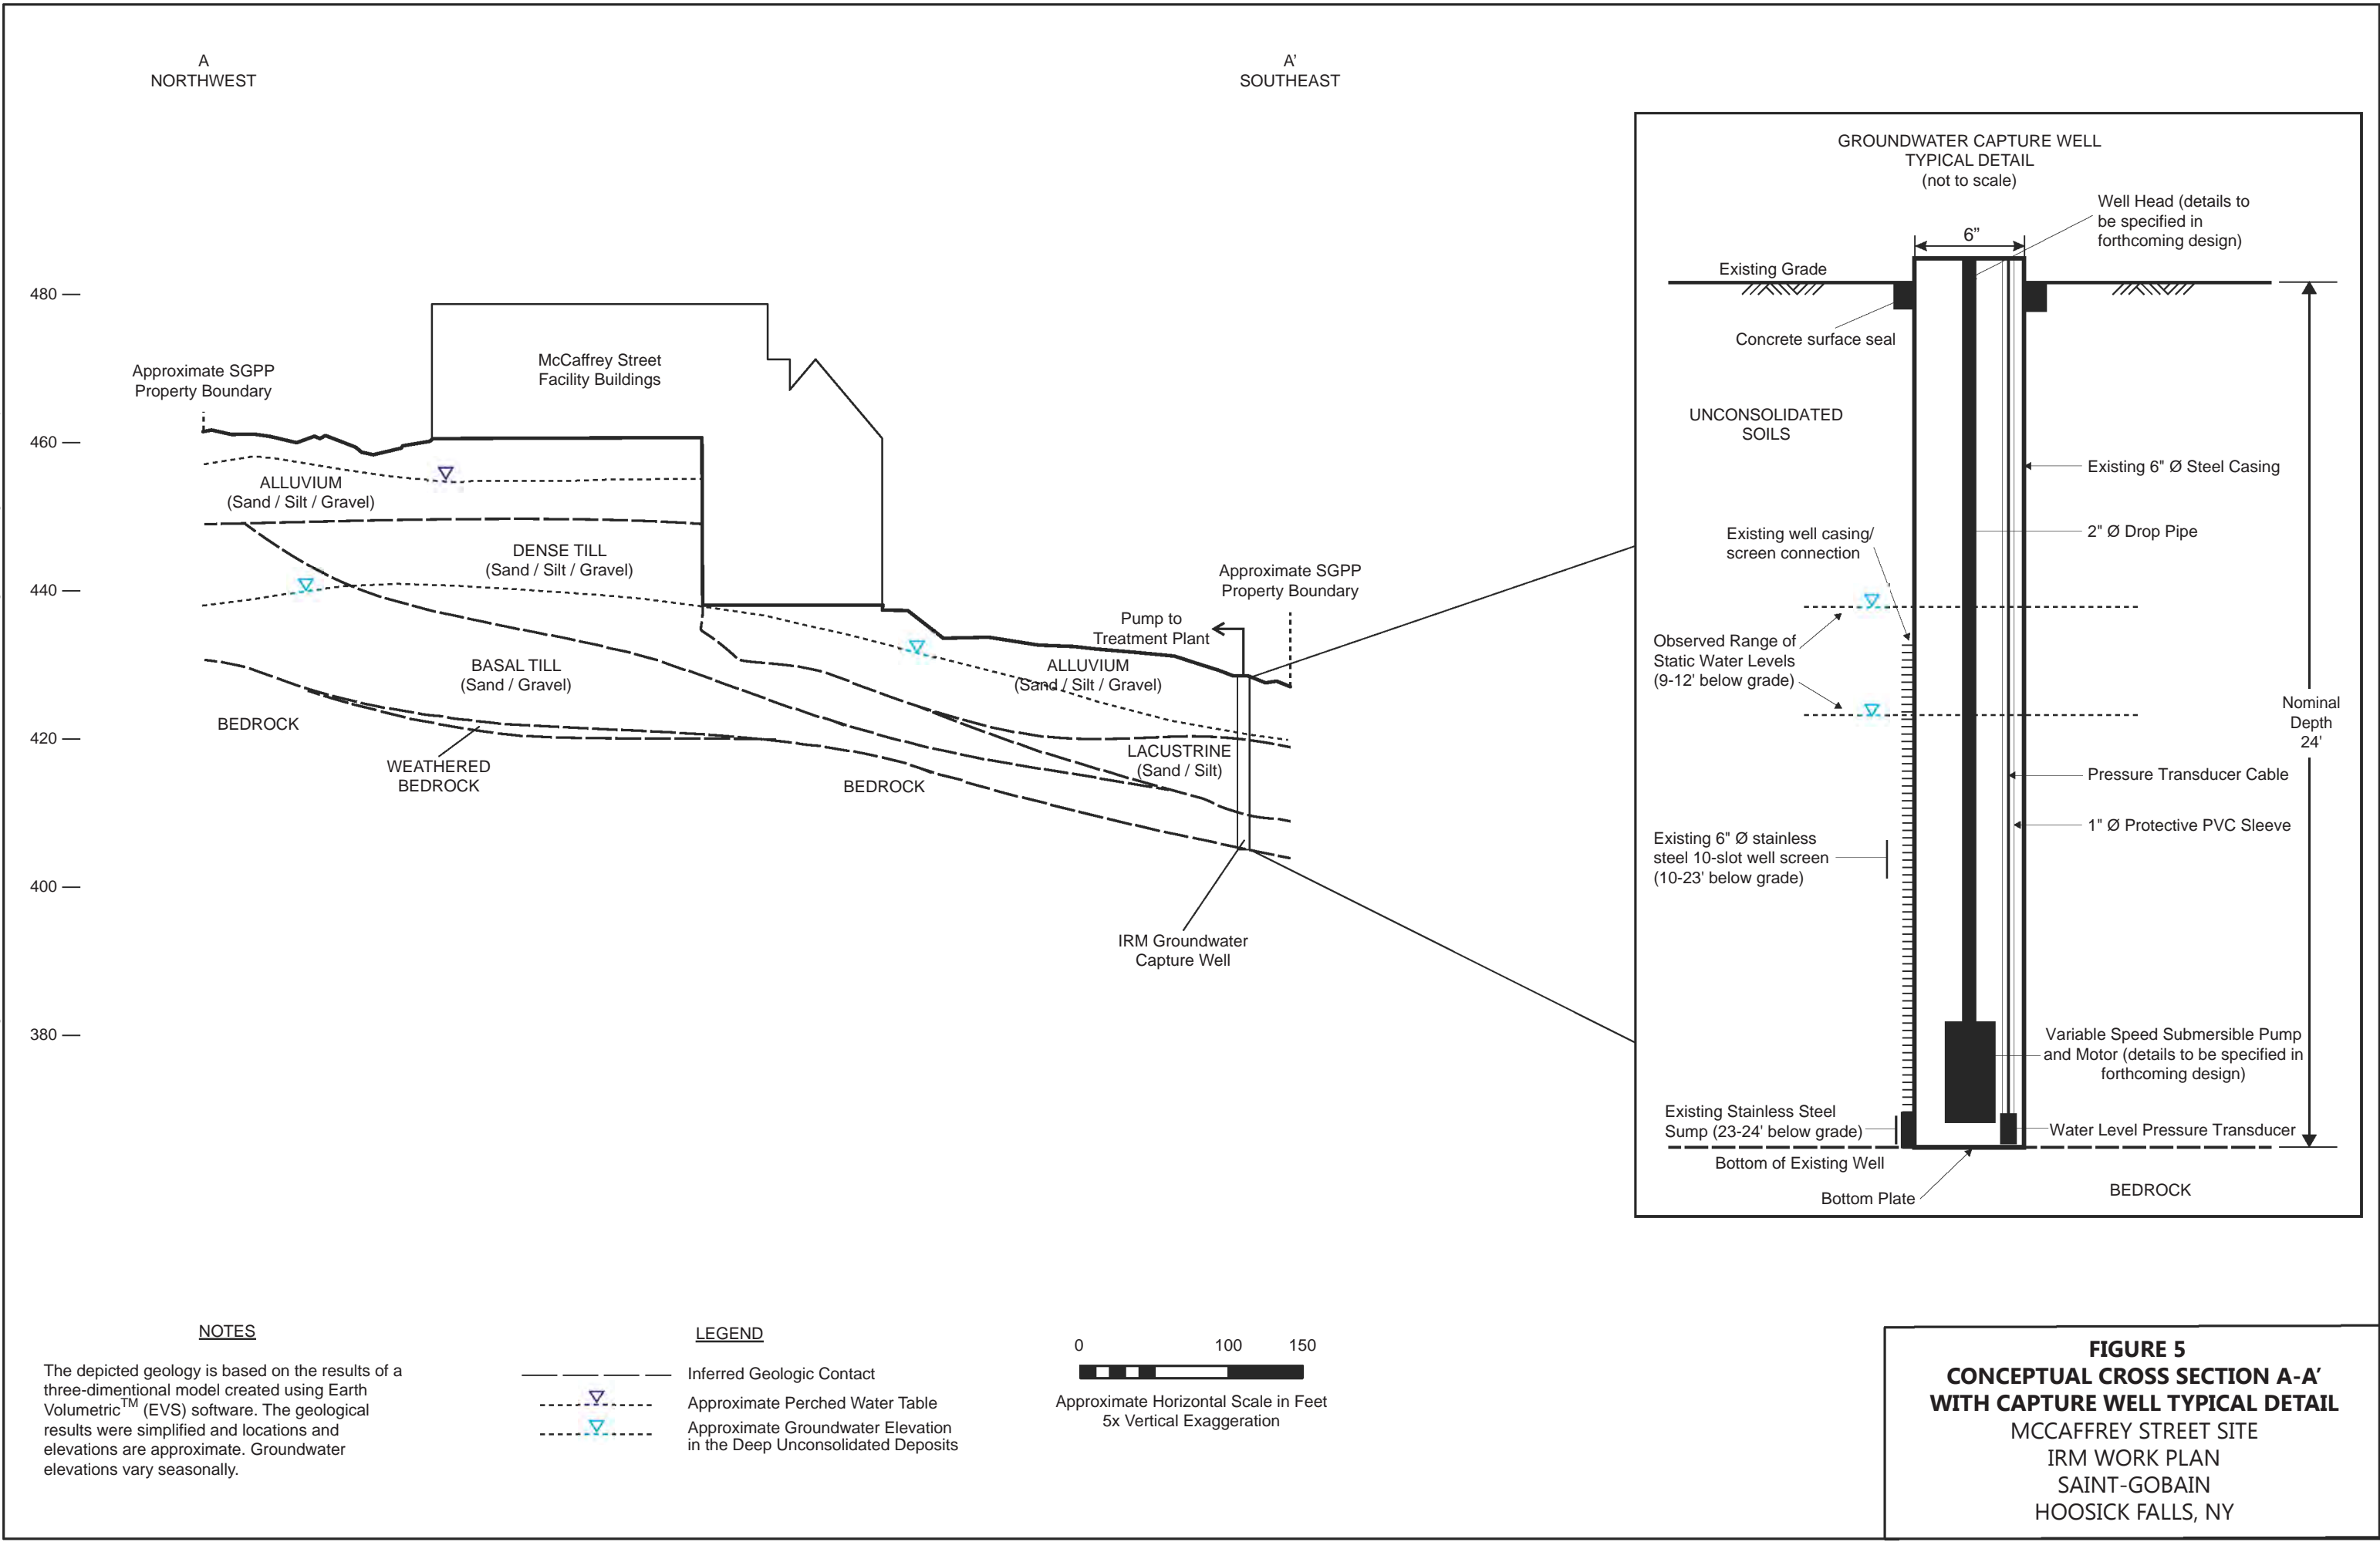 A
NORTHWEST
A’
SOUTHEAST
480
460
440
420
400
380
Approximate SGPP
Property Boundary
McCaffrey Street
Facility Buildings
ALLUVIUM
(Sand / Silt / Gravel)
DENSE TILL
(Sand / Silt / Gravel)
BASAL TILL
(Sand / Gravel)
BEDROCK
WEATHERED
BEDROCK
BEDROCK
Pump to
Treatment Plant
Approximate SGPP
Property Boundary
ALLUVIUM
(Sand / Silt / Gravel)
LACUSTRINE
(Sand / Silt)
IRM Groundwater
Capture Well
GROUNDWATER CAPTURE WELL
TYPICAL DETAIL
(not to scale)
Well Head (details to
be specified in
forthcoming design)
6”
Existing Grade
Concrete surface seal
UNCONSOLIDATED
SOILS
Existing 6" Ø Steel Casing
Existing well casing/
screen connection
2" Ø Drop Pipe
Observed Range of
Static Water Levels
(9-12' below grade)
Nominal
Depth
24'
Pressure Transducer Cable
1" Ø Protective PVC Sleeve
Existing 6" Ø stainless
steel 10-slot well screen
(10-23' below grade)
Variable Speed Submersible Pump
and Motor (details to be specified in
forthcoming design)
Existing Stainless Steel
Sump (23-24' below grade)
Water Level Pressure Transducer
Bottom of Existing Well
Bottom Plate
BEDROCK
NOTES
The depicted geology is based on the results of a
three-dimentional model created using Earth
Volumetric™ (EVS) software. The geological
results were simplified and locations and
elevations are approximate. Groundwater
elevations vary seasonally.
LEGEND
Inferred Geologic Contact
Approximate Perched Water Table
Approximate Groundwater Elevation
in the Deep Unconsolidated Deposits
0 100 150
Approximate Horizontal Scale in Feet
5x Vertical Exaggeration
FIGURE 5
CONCEPTUAL CROSS SECTION A-A’
WITH CAPTURE WELL TYPICAL DETAIL
MCCAFFREY STREET SITE
IRM WORK PLAN
SAINT-GOBAIN
HOOSICK FALLS, NY